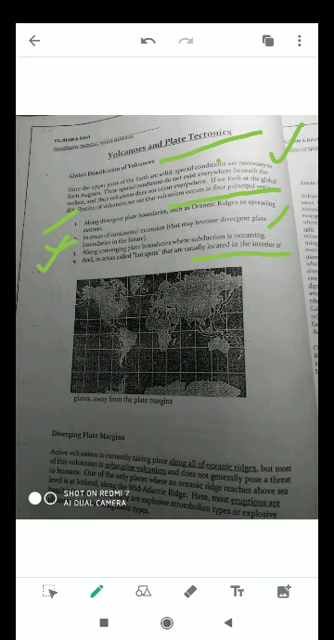 Volcanoes and Plate Tectonics
Global Distribution of Volcanoes
Since the upper parts of the Earth are solid, special conditions are necessary to
form magma. These special conditions do not exist everywhere beneath the
surface, and thus volcanism does not occur everywhere. If we look at the global
distribution of volcanoes we see that volcanism occurs at four principal settings.
1. Along divergent plate boundaries, such as Oceanic Ridges or spreading
centers.
2. In areas of continental extension (that may become divergent plate
boundaries in the future).
3. Along converging plate boundaries where subduction is occurring.
4. And, in areas called "hot spots" that are usually located in the interior of
plates, away from the plate margins
Diverging Plate Margins
Active volcanism is currently taking place along all of oceanic ridges, but most
of this volcanism is submarine volcanism and does not generally pose a threat
to humans. One of the only places where an oceanic ridge reaches above sea
level is at Iceland, along the Mid-Atlantic Ridge. Here, most eruptions are
are explosive strombolian types or explosive
types.
SHOT ON REDMI 7
AI DUAL CAMERA
TT